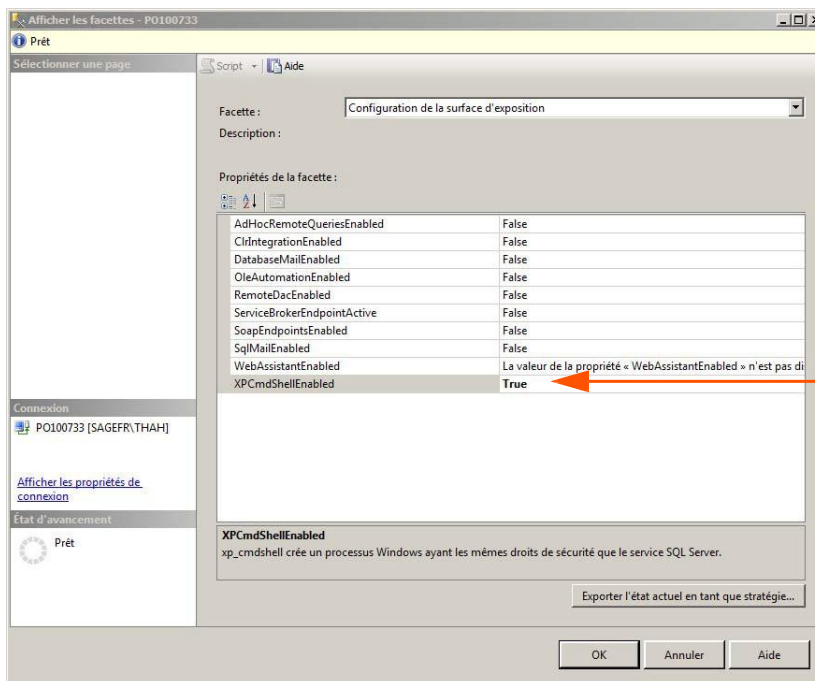 Afficher les facettes - PO100733
Prêt
Sélectionner une page
Script
Aide
Facette :
Configuration de la surface d'exposition
Description :
Propriétés de la facette :
AdHocRemoteQueriesEnabled False
ClrIntegrationEnabled False
DatabaseMailEnabled False
OleAutomationEnabled False
RemoteDacEnabled False
ServiceBrokerEndpointActive False
SoapEndpointsEnabled False
SqlMailEnabled False
WebAssistantEnabled La valeur de la propriété « WebAssistantEnabled » n'est pas di
XPCmdShellEnabled True
Connexion
PO100733 [SAGEFR\THAH]
Afficher les propriétés de
connexion
État d'avancement
Prêt
XPCmdShellEnabled
xp_cmdshell crée un processus Windows ayant les mêmes droits de sécurité que le service SQL Server.
Exporter l'état actuel en tant que stratégie...
OK Annuler Aide